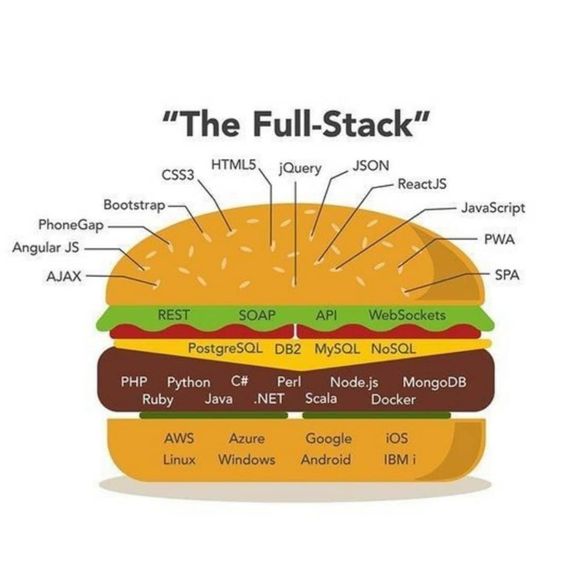 "The Full-Stack"
HTML5 jQuery JSON
CSS3 ReactJS
Bootstrap JavaScript
PhoneGap PWA
Angular JS
AJAX SPA
REST SOAP API WebSockets
PostgreSQL DB2 MySQL NoSQL
PHP Python C# Perl Node.js MongoDB
Ruby Java .NET Scala Docker
AWS Azure Google iOS
Linux Windows Android IBM i